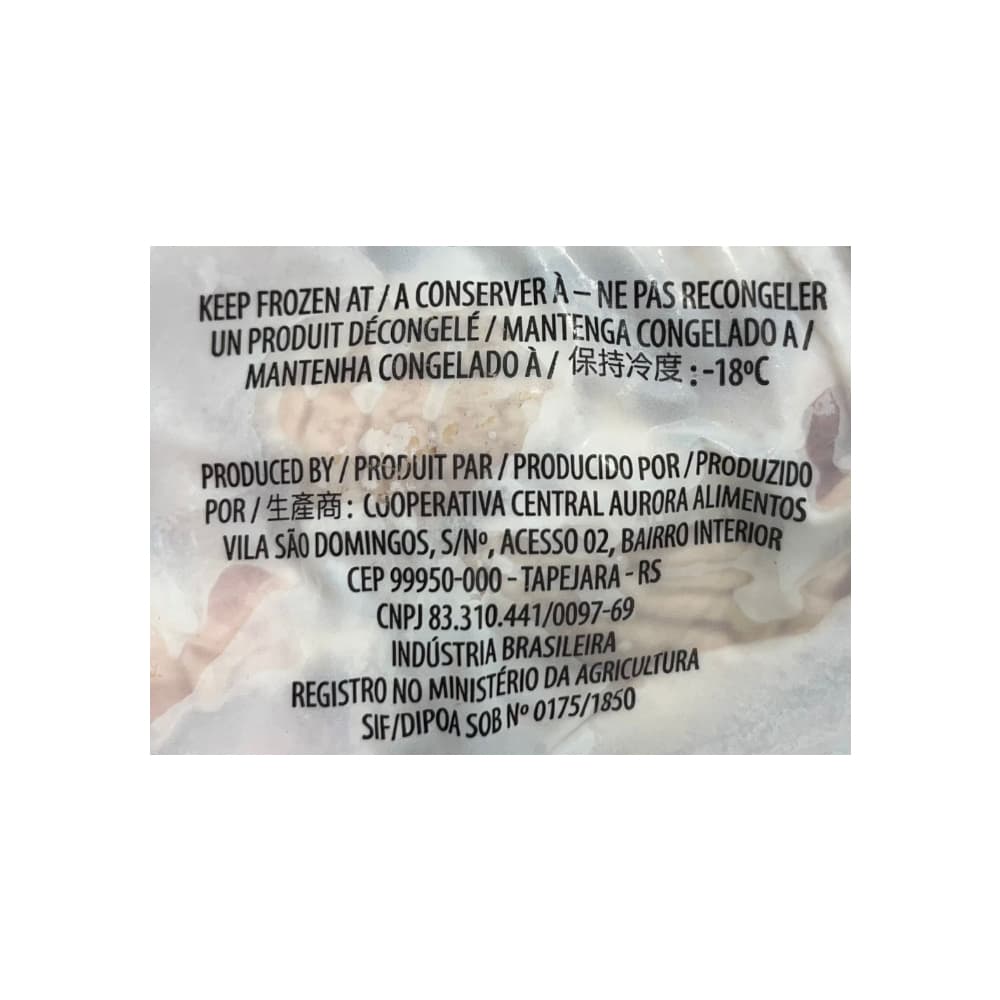 KEEP FROZEN AT / A CONSERVER À – NE PAS RECONGELER
UN PRODUIT DÉCONGELÉ / MANTENGA CONGELADO A /
MANTENHA CONGELADO À / 保持冷度 : -18ºC
PRODUCED BY / PRODUIT PAR / PRODUCIDO POR / PRODUZIDO
POR / 生產商 : COOPERATIVA CENTRAL AURORA ALIMENTOS
VILA SÃO DOMINGOS, S/Nº, ACESSO 02, BAIRRO INTERIOR
CEP 99950-000 - TAPEJARA - RS
CNPJ 83.310.441/0097-69
INDÚSTRIA BRASILEIRA
REGISTRO NO MINISTÉRIO DA AGRICULTURA
SIF/DIPOA SOB Nº 0175/1850